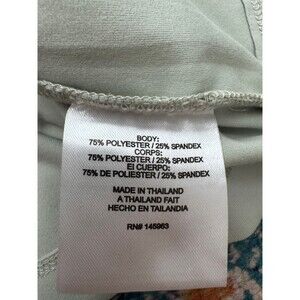 BODY:
75% POLYESTER / 25% SPANDEX
CORPS:
75% POLYESTER / 25% SPANDEX
El CUERPO:
75% DE POLIESTER / 25% SPANDEX
MADE IN THAILAND
A THAILAND FAIT
HECHO EN TAILANDIA
RN# 145963